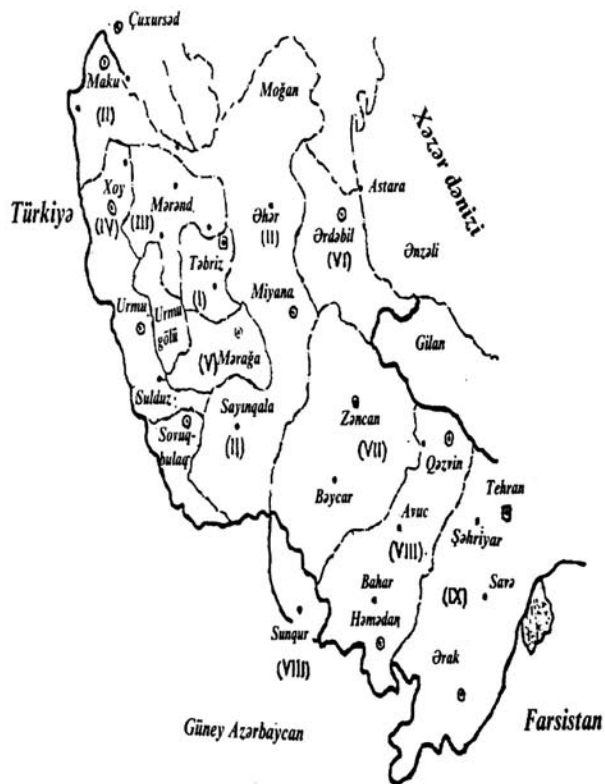 Çuxursəd
Maku
(II)
Moğan
Xəzər dənizi
Xoy
(IV)
(III)
Mərənd
Astara
Türkiyə
Əhər
(II)
Ərdəbil
(VI)
Ənzəli
Təbriz
(I)
Miyana
Urmu
Urmu
gölü
Gilan
(V)
Mərağa
Sulduz
Sayınqala
(II)
Sovuq-
bulaq
Zəncan
(VII)
Qəzvin
Bəycar
Tehran
Avuc
(VIII)
Şəhriyar
Bahar
(IX)
Savə
Həmədan
Sunqur
(VIII)
Ərak
Güney Azərbaycan
Farsistan